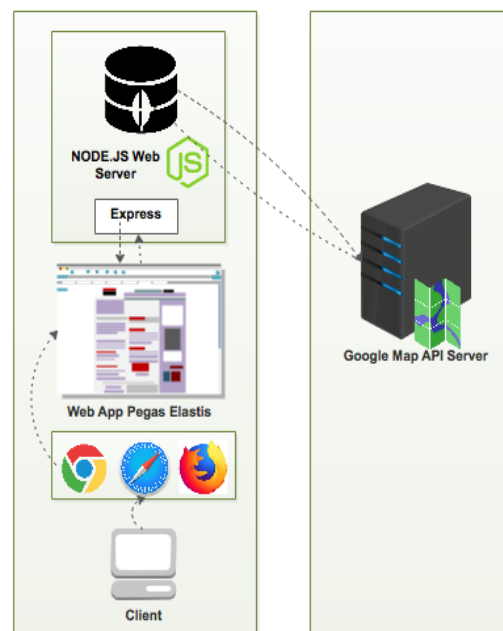 NODE.JS Web
Server
JS
Express
Web App Pegas Elastis
Google Map API Server
Client